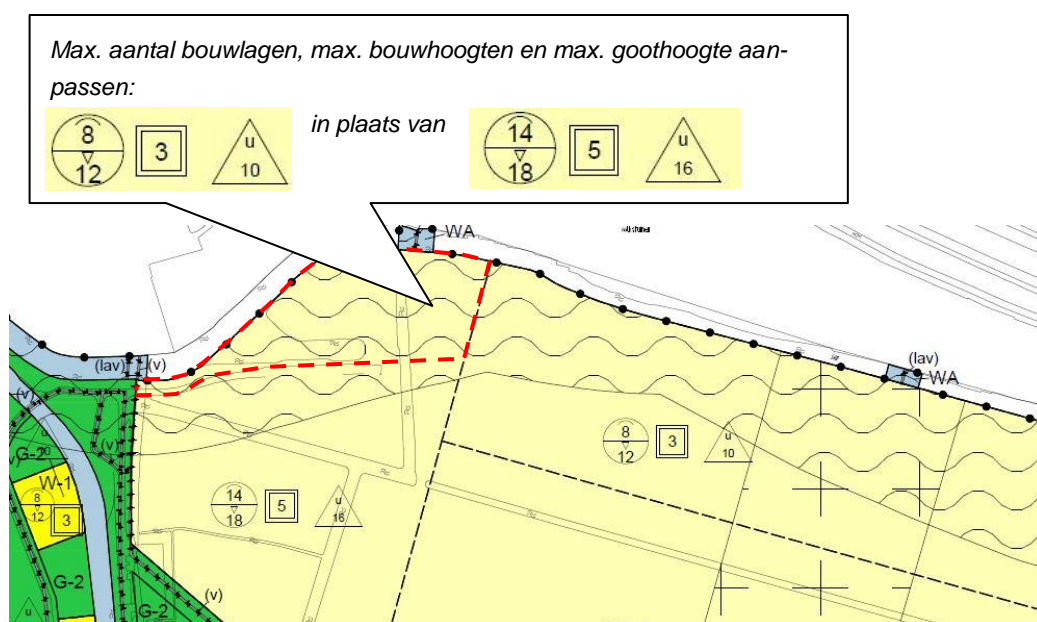 Max. aantal bouwlagen, max. bouwhoogten en max. goothoogte aan-
passen:
8 12 3 u 10 in plaats van 14 18 5 u 16
WA
(lav) (v)
(lav)
WA
(v)
G-2
W-1
8 12 3
8 12 3 u 10
14 18 5 u 16
(v)
G-2
(v)
G-2
u